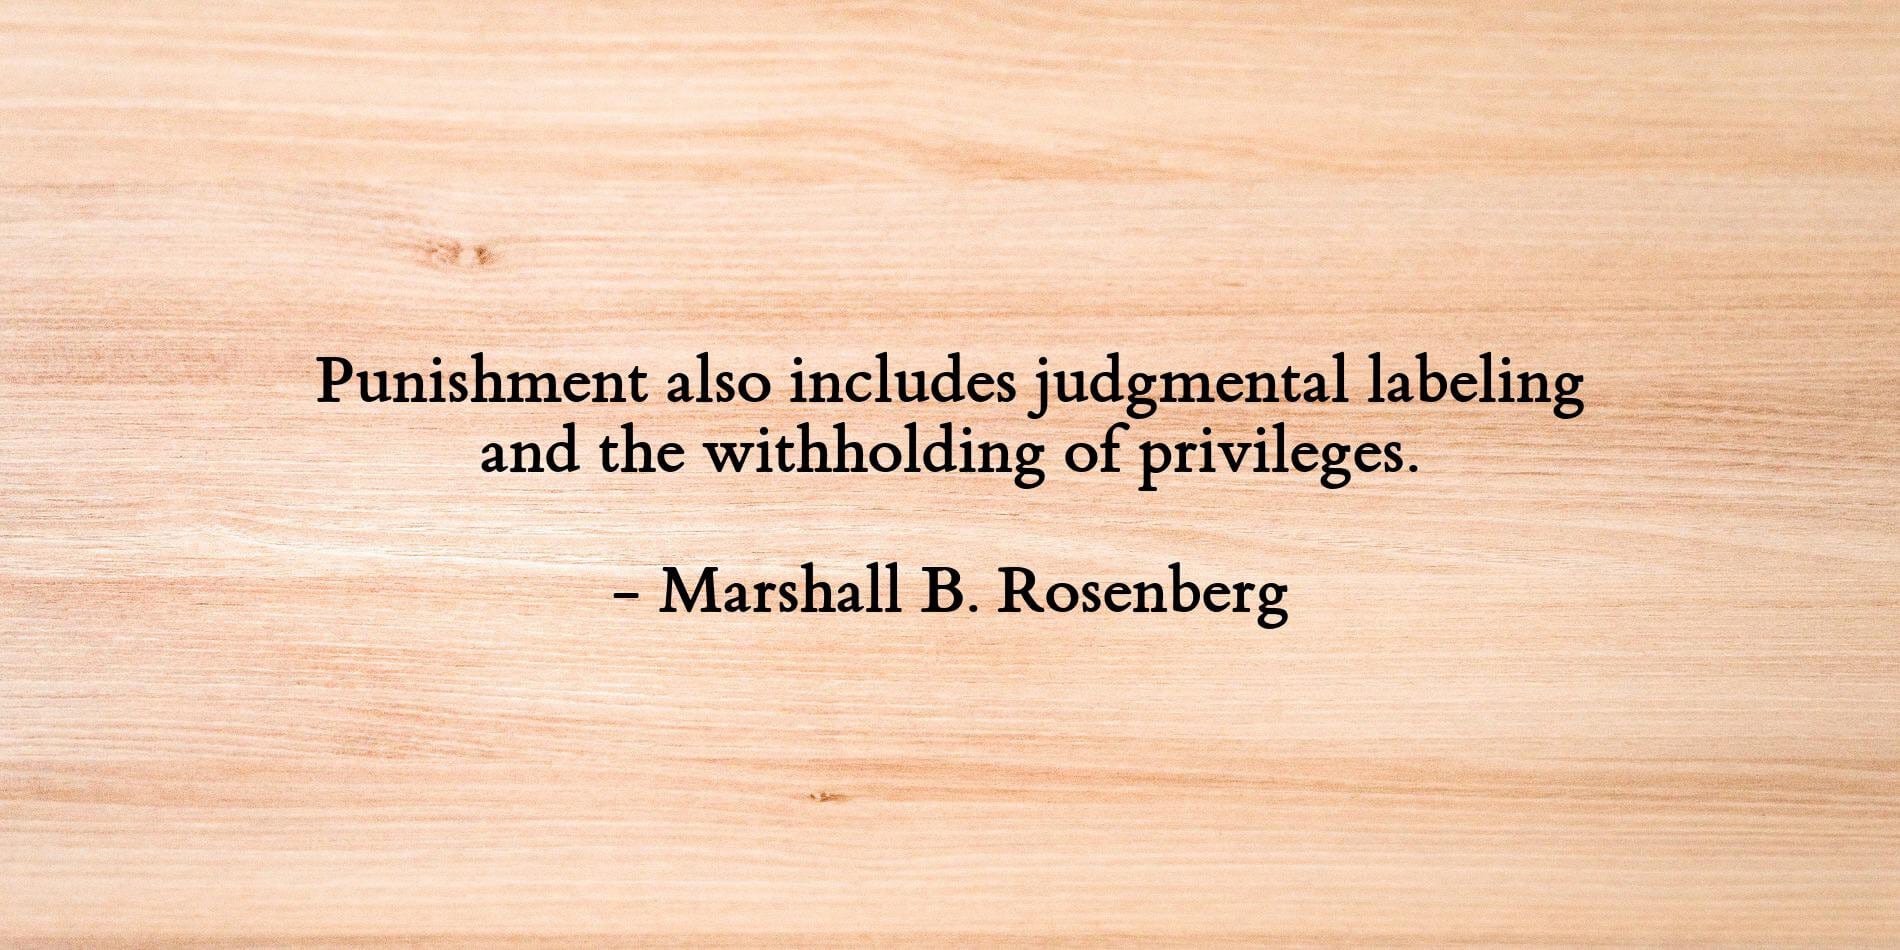 Punishment also includes judgmental labeling
and the withholding of privileges.
– Marshall B. Rosenberg